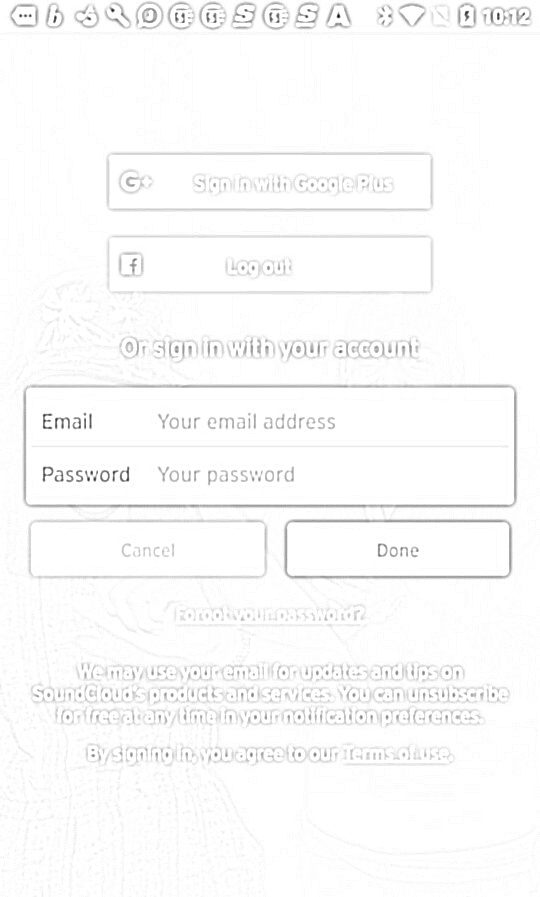 10:12
G+ Sign in with Google Plus
f Log out
Or sign in with your account
Email Your email address
Password Your password
Cancel Done
Forgot your password?
We may use your email for updates and tips on
SoundCloud's products and services. You can unsubscribe
for free at any time in your notification preferences.
By signing in, you agree to our Terms of use.